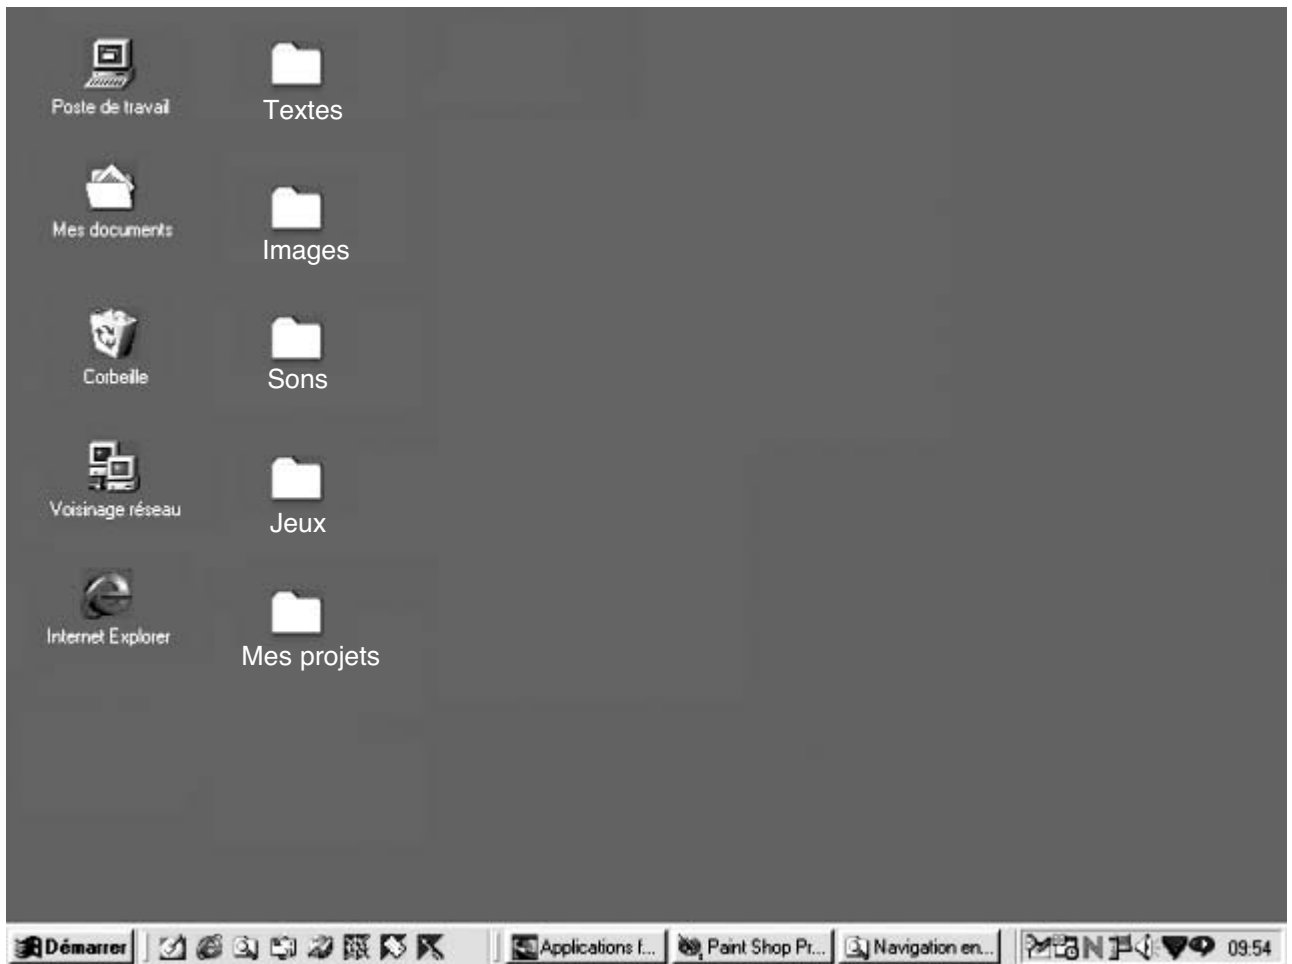 Poste de travail
Textes
Mes documents
Images
Corbeille
Sons
Voisinage réseau
Jeux
Internet Explorer
Mes projets
Démarrer
Applications f...
Paint Shop Pr...
Navigation en...
N
09:54